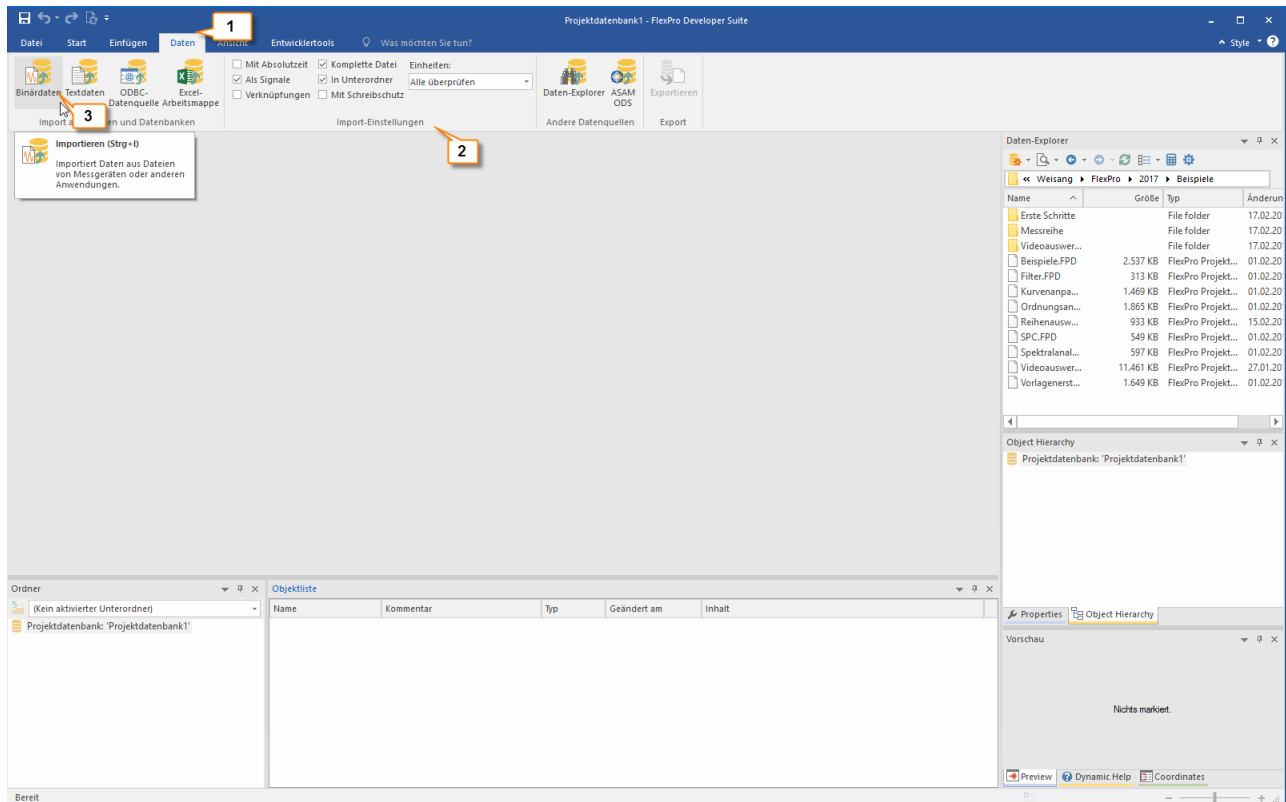 Projektdatenbank1 - FlexPro Developer Suite
1
Datei Start Einfügen Daten Ansicht Entwicklertools Was möchten Sie tun? Style
Mit Absolutzeit Komplette Datei Einheiten:
Als Signale In Unterordner Alle überprüfen
Verknüpfungen Mit Schreibschutz
Binärdaten Textdaten ODBC- Excel- Daten-Explorer ASAM Exportieren
Datenquelle Arbeitsmappe ODS
3
Import a en und Datenbanken Import-Einstellungen Andere Datenquellen Export
2
Importieren (Strg+I)
Importiert Daten aus Dateien
von Messgeräten oder anderen
Anwendungen.
Daten-Explorer
« Weisang FlexPro 2017 Beispiele
Name Größe Typ Änderun
Erste Schritte File folder 17.02.20
Messreihe File folder 17.02.20
Videoauswer... File folder 17.02.20
Beispiele.FPD 2.537 KB FlexPro Projekt... 01.02.20
Filter.FPD 313 KB FlexPro Projekt... 01.02.20
Kurvenanpa... 1.469 KB FlexPro Projekt... 01.02.20
Ordnungsan... 1.865 KB FlexPro Projekt... 01.02.20
Reihenausw... 933 KB FlexPro Projekt... 15.02.20
SPC.FPD 549 KB FlexPro Projekt... 01.02.20
Spektralanal... 597 KB FlexPro Projekt... 01.02.20
Videoauswer... 11.461 KB FlexPro Projekt... 27.01.20
Vorlagenerst... 1.649 KB FlexPro Projekt... 01.02.20
Object Hierarchy
Projektdatenbank: 'Projektdatenbank1'
Properties Object Hierarchy
Ordner
(Kein aktivierter Unterordner)
Projektdatenbank: 'Projektdatenbank1'
Objektliste
Name Kommentar Typ Geändert am Inhalt
Vorschau
Nichts markiert.
Preview Dynamic Help Coordinates
Bereit